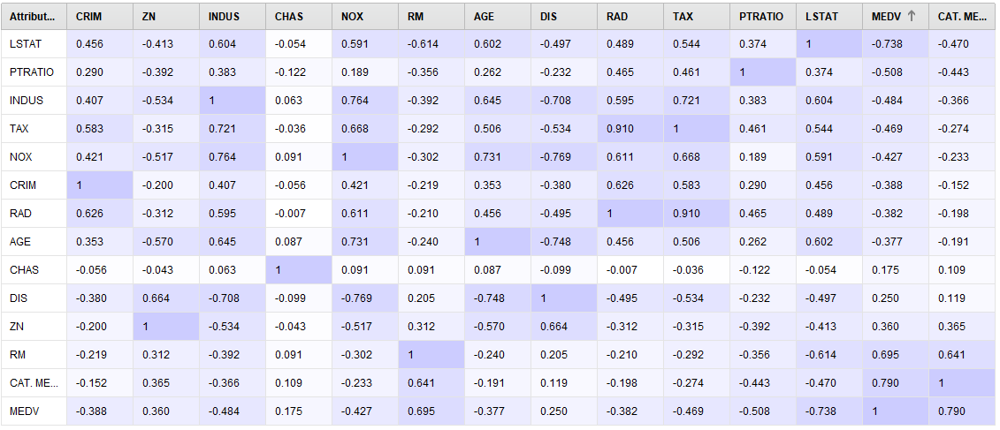 Attribut... CRIM ZN INDUS CHAS NOX RM AGE DIS RAD TAX PTRATIO LSTAT MEDV ↑ CAT. ME...
LSTAT 0.456 -0.413 0.604 -0.054 0.591 -0.614 0.602 -0.497 0.489 0.544 0.374 1 -0.738 -0.470
PTRATIO 0.290 -0.392 0.383 -0.122 0.189 -0.356 0.262 -0.232 0.465 0.461 1 0.374 -0.508 -0.443
INDUS 0.407 -0.534 1 0.063 0.764 -0.392 0.645 -0.708 0.595 0.721 0.383 0.604 -0.484 -0.366
TAX 0.583 -0.315 0.721 -0.036 0.668 -0.292 0.506 -0.534 0.910 1 0.461 0.544 -0.469 -0.274
NOX 0.421 -0.517 0.764 0.091 1 -0.302 0.731 -0.769 0.611 0.668 0.189 0.591 -0.427 -0.233
CRIM 1 -0.200 0.407 -0.056 0.421 -0.219 0.353 -0.380 0.626 0.583 0.290 0.456 -0.388 -0.152
RAD 0.626 -0.312 0.595 -0.007 0.611 -0.210 0.456 -0.495 1 0.910 0.465 0.489 -0.382 -0.198
AGE 0.353 -0.570 0.645 0.087 0.731 -0.240 1 -0.748 0.456 0.506 0.262 0.602 -0.377 -0.191
CHAS -0.056 -0.043 0.063 1 0.091 0.091 0.087 -0.099 -0.007 -0.036 -0.122 -0.054 0.175 0.109
DIS -0.380 0.664 -0.708 -0.099 -0.769 0.205 -0.748 1 -0.495 -0.534 -0.232 -0.497 0.250 0.119
ZN -0.200 1 -0.534 -0.043 -0.517 0.312 -0.570 0.664 -0.312 -0.315 -0.392 -0.413 0.360 0.365
RM -0.219 0.312 -0.392 0.091 -0.302 1 -0.240 0.205 -0.210 -0.292 -0.356 -0.614 0.695 0.641
CAT. ME... -0.152 0.365 -0.366 0.109 -0.233 0.641 -0.191 0.119 -0.198 -0.274 -0.443 -0.470 0.790 1
MEDV -0.388 0.360 -0.484 0.175 -0.427 0.695 -0.377 0.250 -0.382 -0.469 -0.508 -0.738 1 0.790